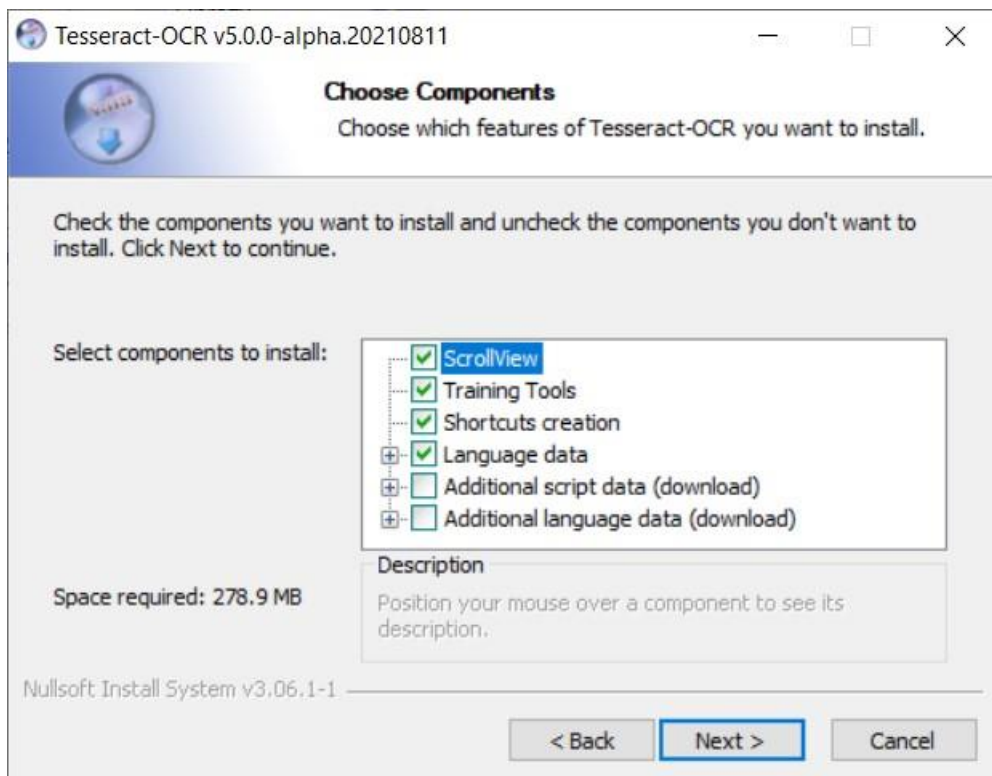 Tesseract-OCR v5.0.0-alpha.20210811
Choose Components
Choose which features of Tesseract-OCR you want to install.
Check the components you want to install and uncheck the components you don't want to
install. Click Next to continue.
Select components to install:
ScrollView
Training Tools
Shortcuts creation
Language data
Additional script data (download)
Additional language data (download)
Space required: 278.9 MB
Description
Position your mouse over a component to see its
description.
Nullsoft Install System v3.06.1-1
< Back
Next >
Cancel